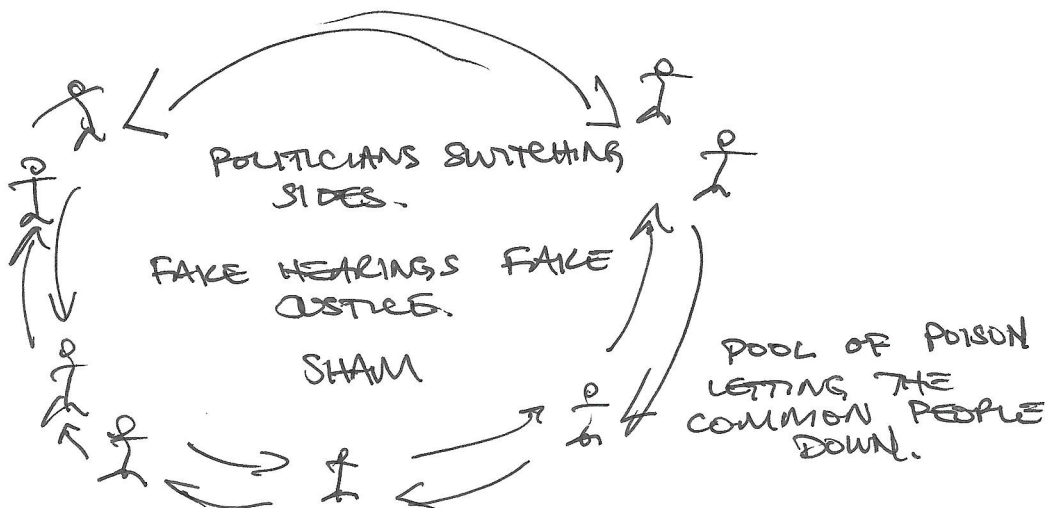 POLITICIANS SWITCHING
SIDES.
FAKE HEARINGS FAKE
JUSTICE.
SHAM
POOL OF POISON
LETTING THE
COMMON PEOPLE
DOWN.